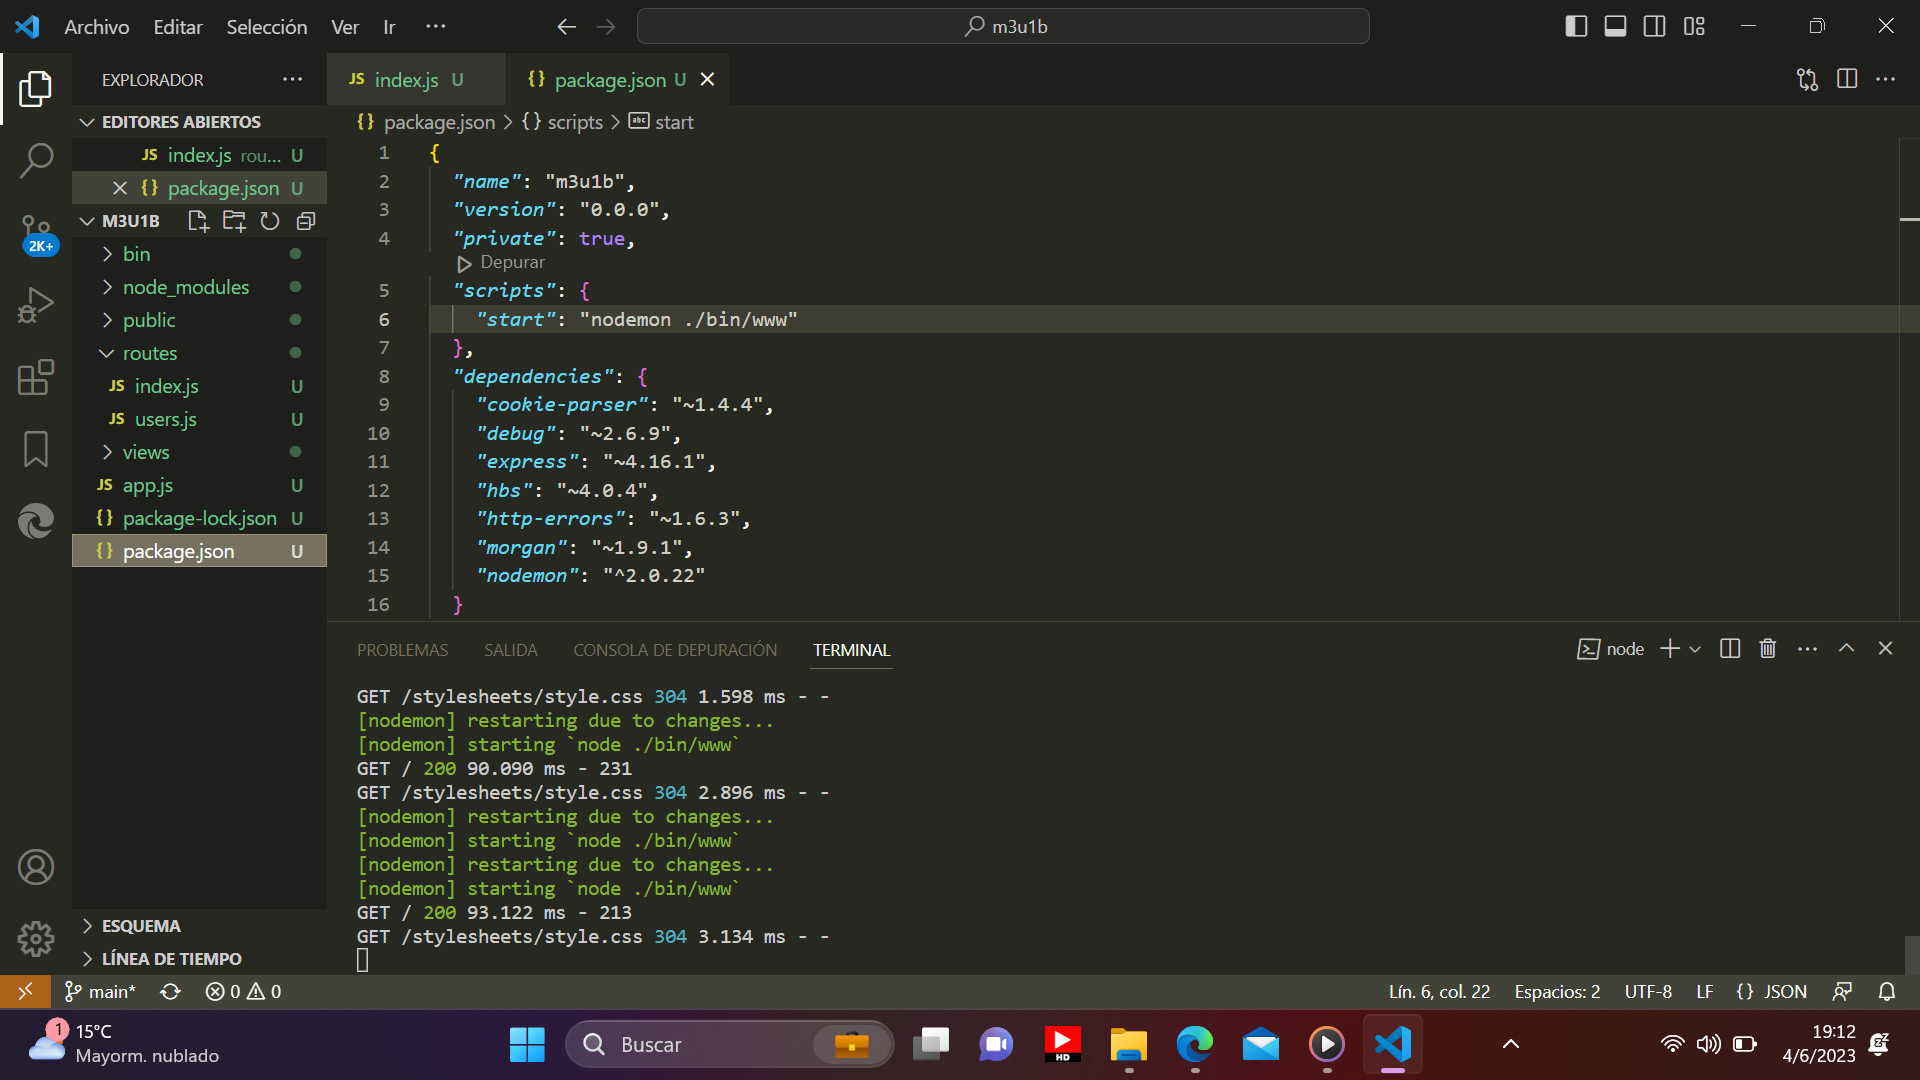 Archivo Editar Selección Ver Ir ··· m3u1b
EXPLORADOR ···
JS index.js U {} package.json U
EDITORES ABIERTOS
JS index.js rou... U
{} package.json U
M3U1B
2K+
bin
node_modules
public
routes
JS index.js U
JS users.js U
views
JS app.js U
{} package-lock.json U
{} package.json U
ESQUEMA
LÍNEA DE TIEMPO
{} package.json > {} scripts > abc start
1 {
2 "name": "m3u1b",
3 "version": "0.0.0",
4 "private": true,
Depurar
5 "scripts": {
6 "start": "nodemon ./bin/www"
7 },
8 "dependencies": {
9 "cookie-parser": "~1.4.4",
10 "debug": "~2.6.9",
11 "express": "~4.16.1",
12 "hbs": "~4.0.4",
13 "http-errors": "~1.6.3",
14 "morgan": "~1.9.1",
15 "nodemon": "^2.0.22"
16 }
PROBLEMAS SALIDA CONSOLA DE DEPURACIÓN TERMINAL node
GET /stylesheets/style.css 304 1.598 ms - -
[nodemon] restarting due to changes...
[nodemon] starting `node ./bin/www`
GET / 200 90.090 ms - 231
GET /stylesheets/style.css 304 2.896 ms - -
[nodemon] restarting due to changes...
[nodemon] starting `node ./bin/www`
[nodemon] restarting due to changes...
[nodemon] starting `node ./bin/www`
GET / 200 93.122 ms - 213
GET /stylesheets/style.css 304 3.134 ms - -
main* 0 0 Lín. 6, col. 22 Espacios: 2 UTF-8 LF {} JSON
1 15°C
Mayorm. nublado
Buscar
HD
19:12
4/6/2023